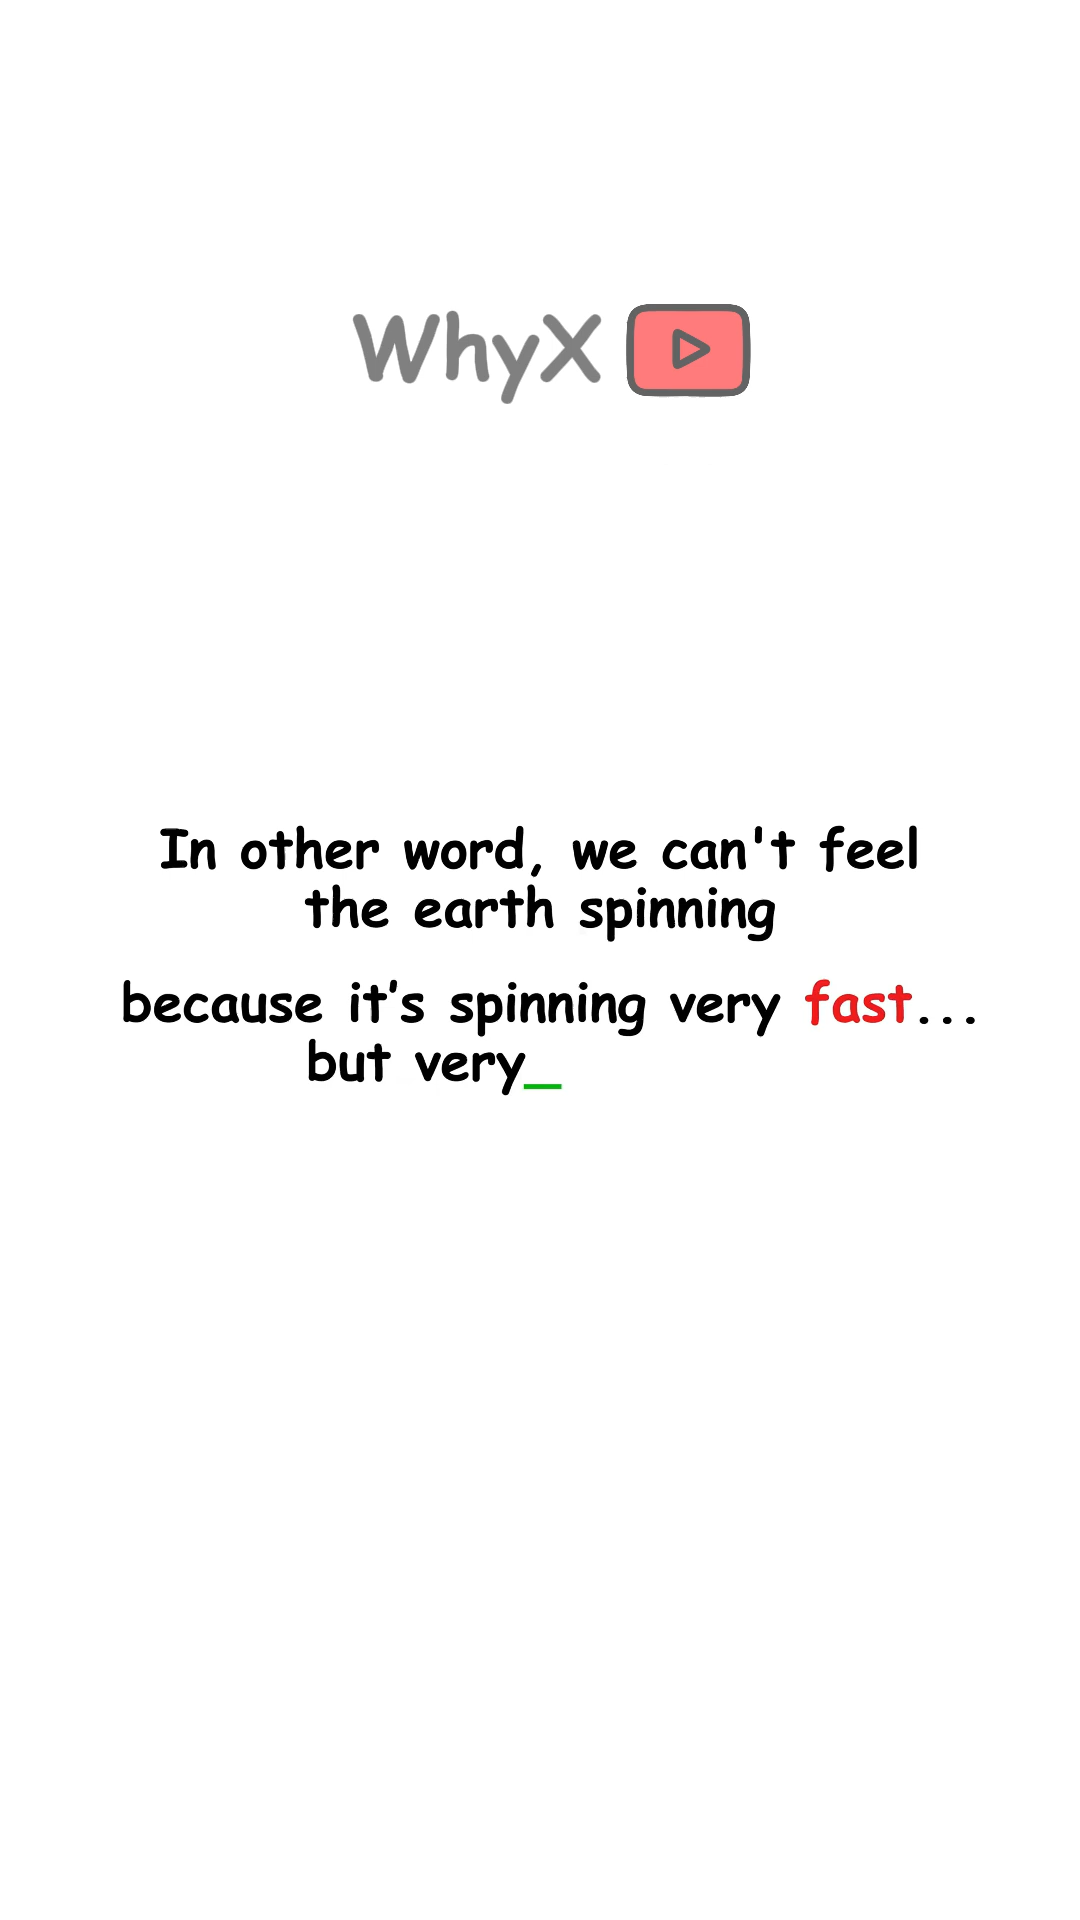 WhyX
In other word, we can't feel
the earth spinning
because it’s spinning very fast...
but very_